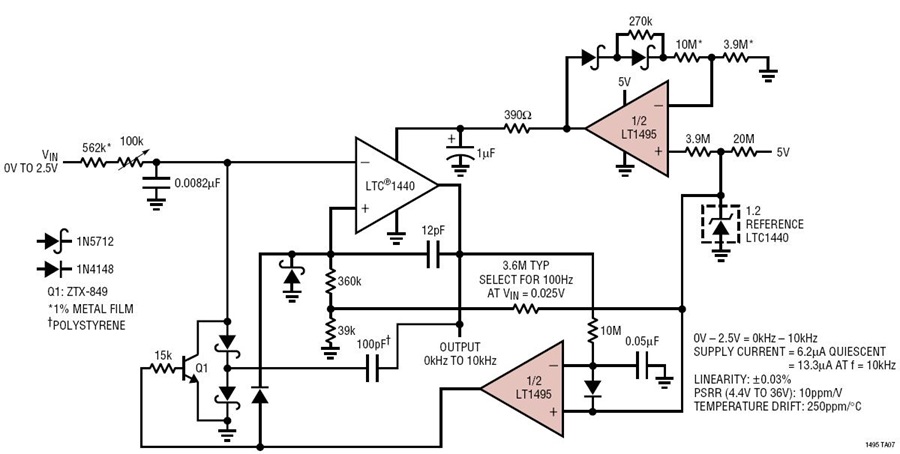 270k
10M*
3.9M*
5V
390Ω
1/2
LT1495
–
+
3.9M
20M
5V
562k*
100k
VIN
0V TO 2.5V
0.0082µF
–
+
LTC®1440
+
1µF
1.2
REFERENCE
LTC1440
12pF
1N5712
1N4148
Q1: ZTX-849
*1% METAL FILM
†POLYSTYRENE
360k
39k
3.6M TYP
SELECT FOR 100Hz
AT VIN = 0.025V
10M
0.05µF
100pF†
OUTPUT
0kHz TO 10kHz
15k
Q1
1/2
LT1495
–
+
0V – 2.5V = 0kHz – 10kHz
SUPPLY CURRENT = 6.2µA QUIESCENT
= 13.3µA AT f = 10kHz
LINEARITY: ±0.03%
PSRR (4.4V TO 36V): 10ppm/V
TEMPERATURE DRIFT: 250ppm/°C
1495 TA07